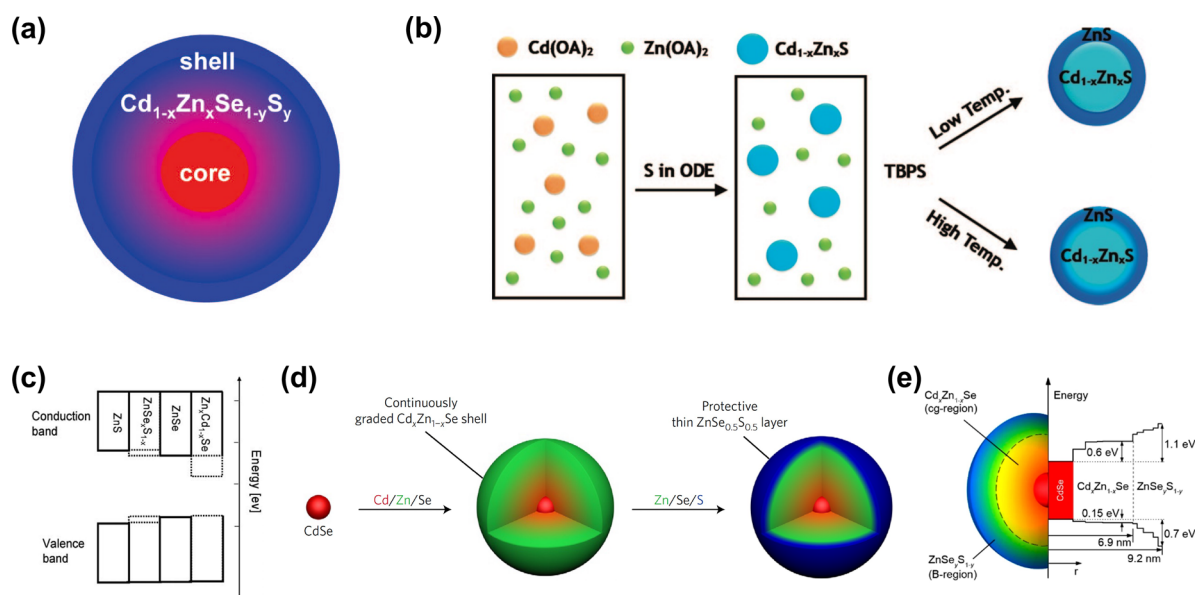 (a)
shell
Cd1-xZnxSe1-ySy
core
(b)
Cd(OA)2
Zn(OA)2
Cd1-xZnxS
S in ODE
TBPS
Low Temp.
High Temp.
ZnS
Cd1-xZnxS
ZnS
Cd1-xZnxS
(c)
Conduction
band
ZnS
ZnSexS1-x
ZnSe
ZnxCd1-xSe
Valence
band
Energy [ev]
(d)
CdSe
Cd/Zn/Se
Continuously
graded CdxZn1−xSe shell
Zn/Se/S
Protective
thin ZnSe0.5S0.5 layer
(e)
CdxZn1-xSe
(cg-region)
Energy
1.1 eV
0.6 eV
CdSe
CdxZn1-xSe
ZnSeyS1-y
0.15 eV
0.7 eV
6.9 nm
9.2 nm
ZnSeyS1-y
(B-region)
r